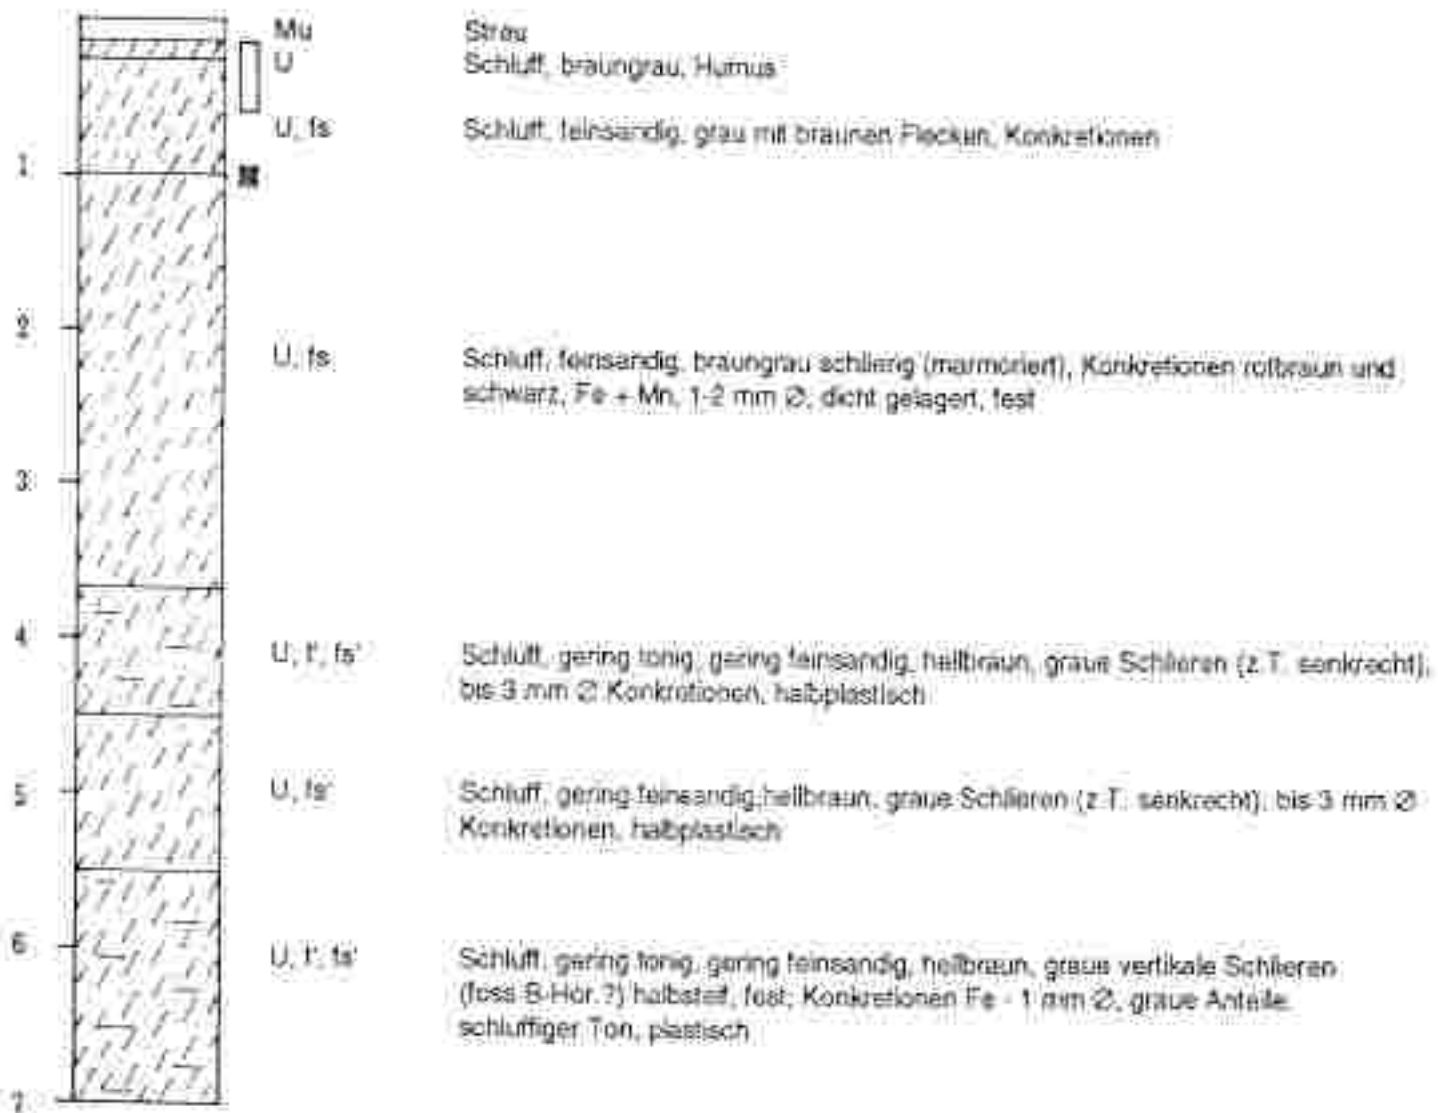 Mu Streu
U Schluff, braungrau, Humus
U, fs Schluff, feinsandig, grau mit braunen Flecken, Konkretionen
1
2
U, fs Schluff, feinsandig, braungrau schlierig (marmoriert), Konkretionen rotbraun und
schwarz, Fe + Mn, 1-2 mm ∅, dicht gelagert, fest
3
4
U, t', fs' Schluff, gering tonig, gering feinsandig, hellbraun, graue Schlieren (z.T. senkrecht),
bis 3 mm ∅ Konkretionen, halbplastisch
5
U, fs' Schluff, gering feinsandig, hellbraun, graue Schlieren (z.T. senkrecht), bis 3 mm ∅
Konkretionen, halbplastisch
6
U, t', fs' Schluff, gering tonig, gering feinsandig, hellbraun, graue vertikale Schlieren
(foss B-Hor.?) halbsteif, fest; Konkretionen Fe - 1 mm ∅, graue Anteile
schluffiger Ton, plastisch
7